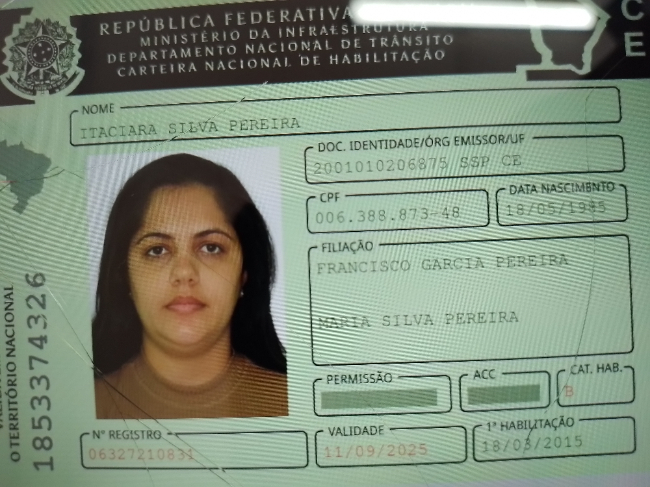 REPÚBLICA FEDERATIVA
MINISTÉRIO DA INFRAESTRUTURA
DEPARTAMENTO NACIONAL DE TRÂNSITO
CARTEIRA NACIONAL DE HABILITAÇÃO
C
E
NOME
ITACIARA SILVA PEREIRA
DOC. IDENTIDADE/ÓRG EMISSOR/UF
2001010206875 SSP CE
CPF
006.388.873-48
DATA NASCIMENTO
FILIAÇÃO
FRANCISCO GARCIA PEREIRA
MARIA SILVA PEREIRA
PERMISSÃO
ACC
CAT. HAB.
B
Nº REGISTRO
06327210831
VALIDADE
11/09/2025
1ª HABILITAÇÃO
18/03/2015
O TERRITÓRIO NACIONAL
1853374326